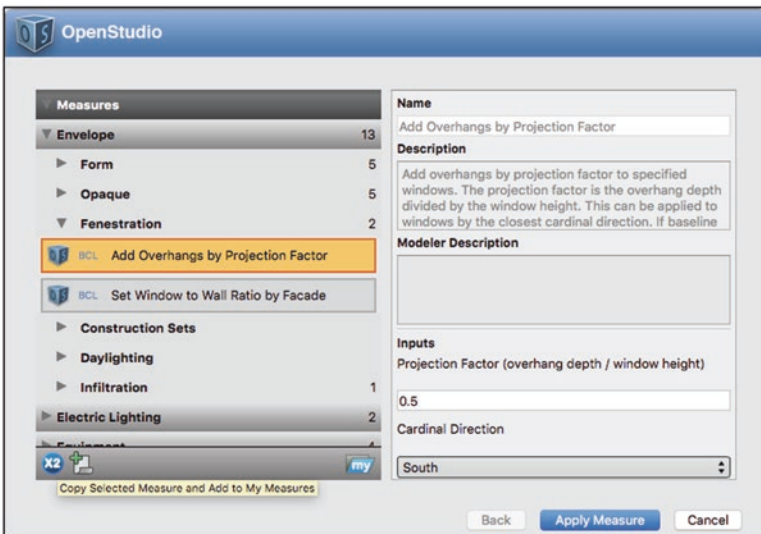 OS OpenStudio
Measures
Envelope 13
Form 5
Opaque 5
Fenestration 2
BCL Add Overhangs by Projection Factor
BCL Set Window to Wall Ratio by Facade
Construction Sets
Daylighting
Infiltration 1
Electric Lighting 2
Equipment 4
X2 my
Copy Selected Measure and Add to My Measures
Name
Add Overhangs by Projection Factor
Description
Add overhangs by projection factor to specified
windows. The projection factor is the overhang depth
divided by the window height. This can be applied to
windows by the closest cardinal direction. If baseline
Modeler Description
Inputs
Projection Factor (overhang depth / window height)
0.5
Cardinal Direction
South
Back Apply Measure Cancel